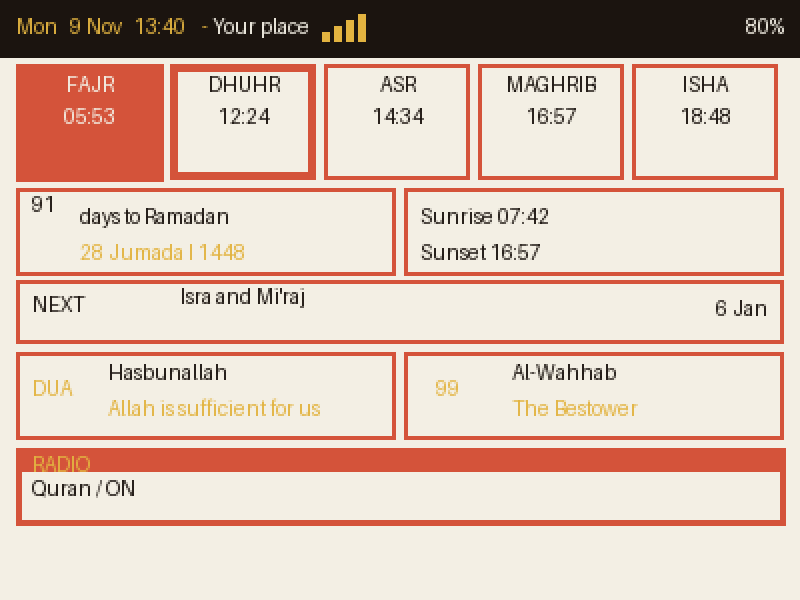 Mon 9 Nov 13:40 - Your place 80%
FAJR DHUHR ASR MAGHRIB ISHA
05:53 12:24 14:34 16:57 18:48
91 days to Ramadan
28 Jumada I 1448
Sunrise 07:42
Sunset 16:57
NEXT Isra and Mi'raj 6 Jan
DUA Hasbunallah
Allah is sufficient for us
99 Al-Wahhab
The Bestower
RADIO
Quran / ON